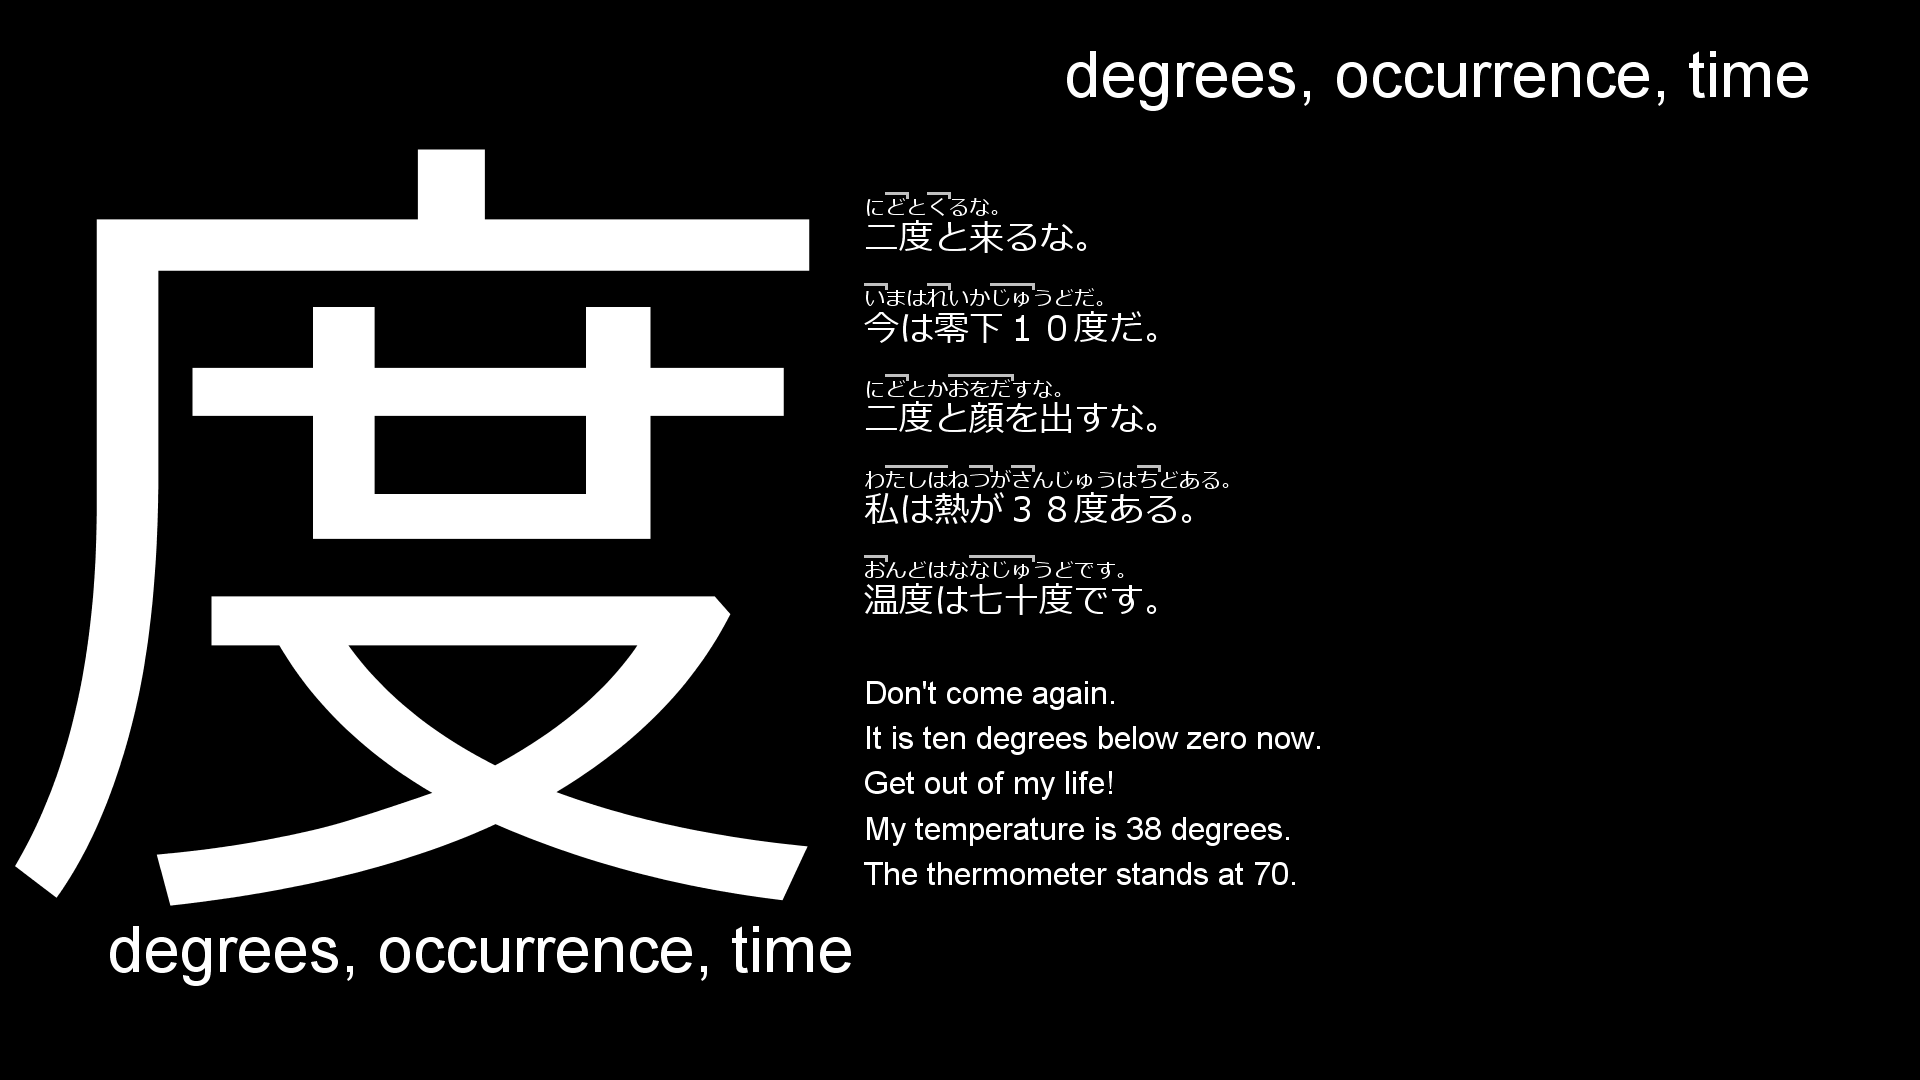 degrees, occurrence, time
度
degrees, occurrence, time
にどとくるな。
二度と来るな。
いまはれいかじゅうどだ。
今は零下１０度だ。
にどとかおをだすな。
二度と顔を出すな。
わたしはねつがさんじゅうはちどある。
私は熱が３８度ある。
おんどはななじゅうどです。
温度は七十度です。
Don't come again.
It is ten degrees below zero now.
Get out of my life!
My temperature is 38 degrees.
The thermometer stands at 70.